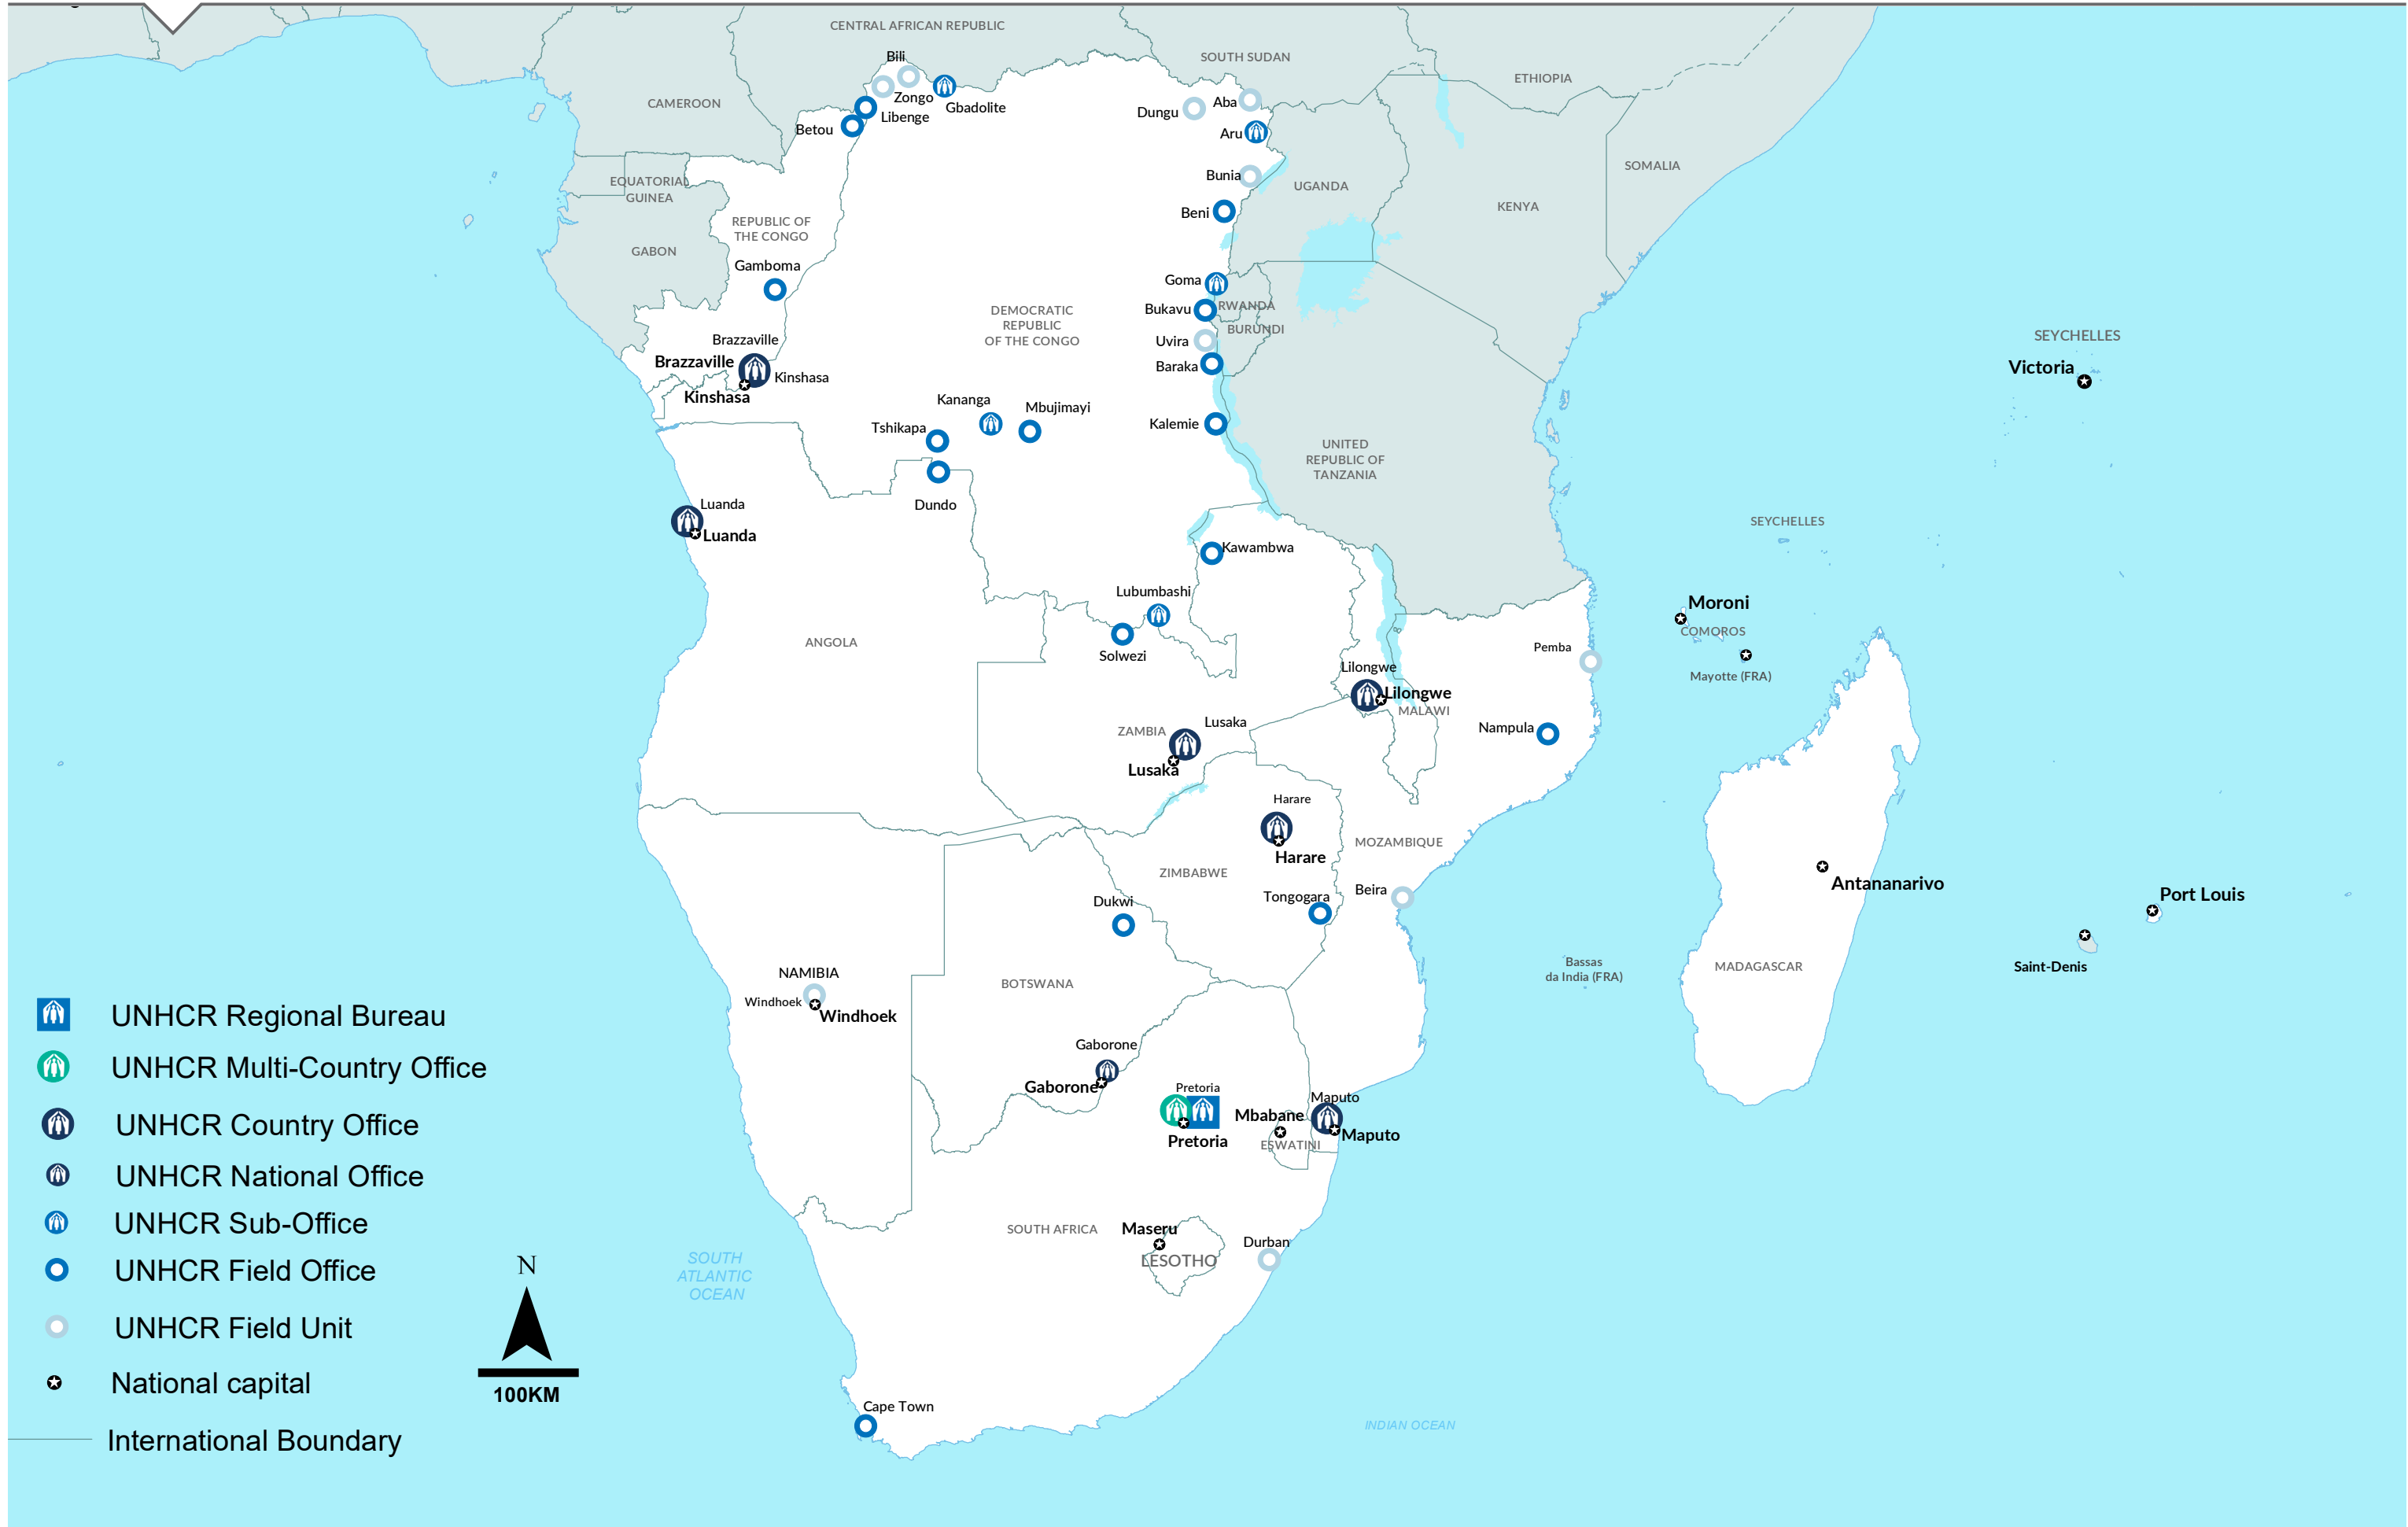 CENTRAL AFRICAN REPUBLIC
SOUTH SUDAN
ETHIOPIA
CAMEROON
Bili
Zongo
Gbadolite
Libenge
Betou
Dungu
Aba
Aru
Bunia
Beni
SOMALIA
UGANDA
KENYA
EQUATORIAL
GUINEA
GABON
REPUBLIC OF
THE CONGO
Gamboma
Goma
RWANDA
Bukavu
BURUNDI
Uvira
Baraka
DEMOCRATIC
REPUBLIC
OF THE CONGO
Brazzaville
Brazzaville
Kinshasa
Kinshasa
SEYCHELLES
Victoria
Kananga
Mbujimayi
Tshikapa
Kalemie
Dundo
UNITED
REPUBLIC OF
TANZANIA
Luanda
Luanda
SEYCHELLES
Kawambwa
Lubumbashi
Solwezi
Moroni
COMOROS
Mayotte (FRA)
ANGOLA
Pemba
Lilongwe
Lilongwe
MALAWI
Nampula
ZAMBIA
Lusaka
Lusaka
Harare
Harare
MOZAMBIQUE
ZIMBABWE
Tongogara
Beira
Dukwi
Antananarivo
Port Louis
Saint-Denis
MADAGASCAR
Bassas
da India (FRA)
NAMIBIA
Windhoek
Windhoek
BOTSWANA
Gaborone
Gaborone
Pretoria
Pretoria
Mbabane
ESWATINI
Maputo
Maputo
SOUTH AFRICA
Maseru
LESOTHO
Durban
Cape Town
SOUTH
ATLANTIC
OCEAN
INDIAN OCEAN
UNHCR Regional Bureau
UNHCR Multi-Country Office
UNHCR Country Office
UNHCR National Office
UNHCR Sub-Office
UNHCR Field Office
UNHCR Field Unit
National capital
International Boundary
N
100KM